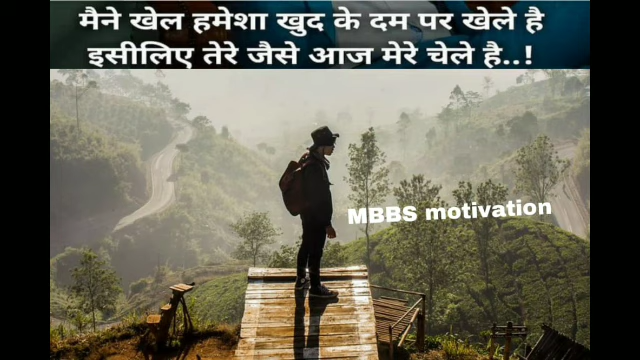 मैने खेल हमेशा खुद के दम पर खेले है
इसीलिए तेरे जैसे आज मेरे चेले है..!
MBBS motivation